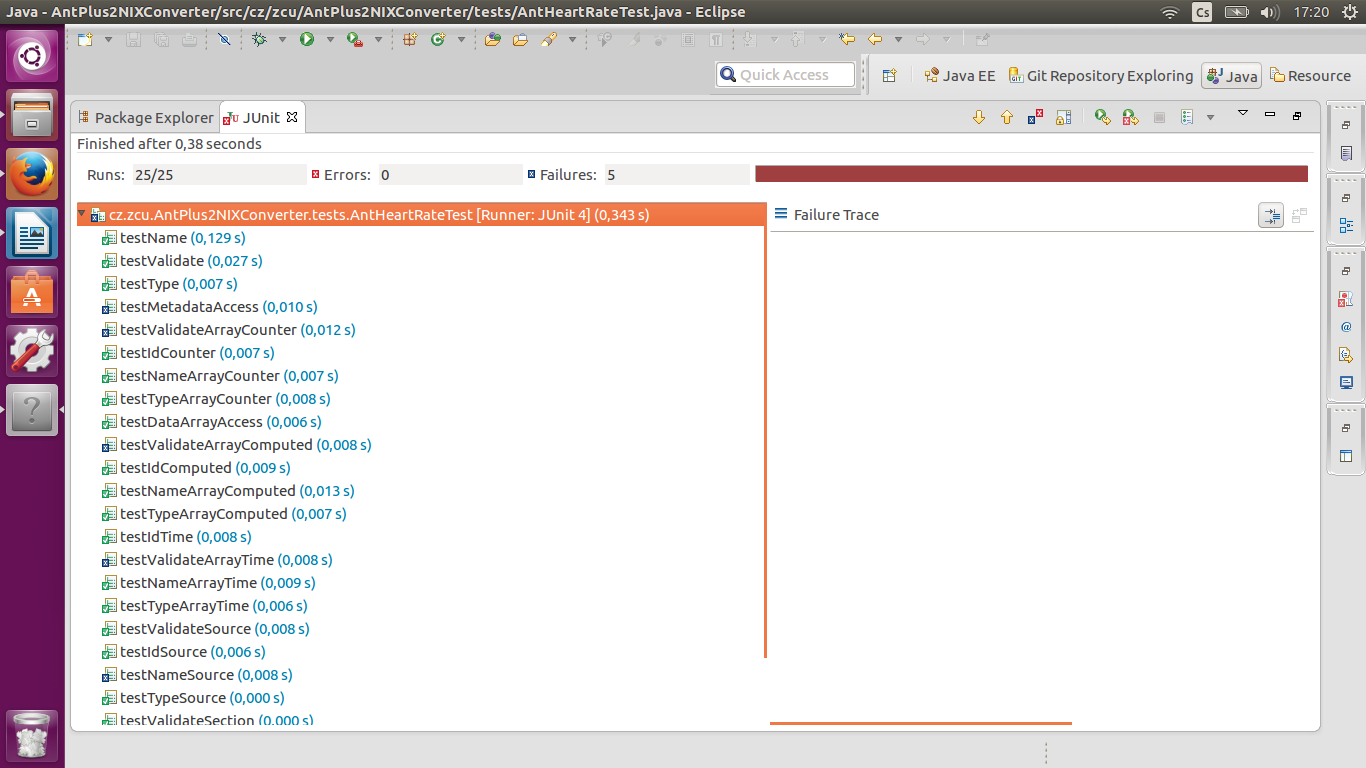 Java - AntPlus2NIXConverter/src/cz/zcu/AntPlus2NIXConverter/tests/AntHeartRateTest.java - Eclipse
Cs
17:20
Quick Access
Java EE
Git Repository Exploring
Java
Resource
Package Explorer
JUnit
Finished after 0,38 seconds
Runs: 25/25
Errors: 0
Failures: 5
cz.zcu.AntPlus2NIXConverter.tests.AntHeartRateTest [Runner: JUnit 4] (0,343 s)
Failure Trace
testName (0,129 s)
testValidate (0,027 s)
testType (0,007 s)
testMetadataAccess (0,010 s)
testValidateArrayCounter (0,012 s)
testIdCounter (0,007 s)
testNameArrayCounter (0,007 s)
testTypeArrayCounter (0,008 s)
testDataArrayAccess (0,006 s)
testValidateArrayComputed (0,008 s)
testIdComputed (0,009 s)
testNameArrayComputed (0,013 s)
testTypeArrayComputed (0,007 s)
testIdTime (0,008 s)
testValidateArrayTime (0,008 s)
testNameArrayTime (0,009 s)
testTypeArrayTime (0,006 s)
testValidateSource (0,008 s)
testIdSource (0,006 s)
testNameSource (0,008 s)
testTypeSource (0,000 s)
testValidateSection (0,000 s)